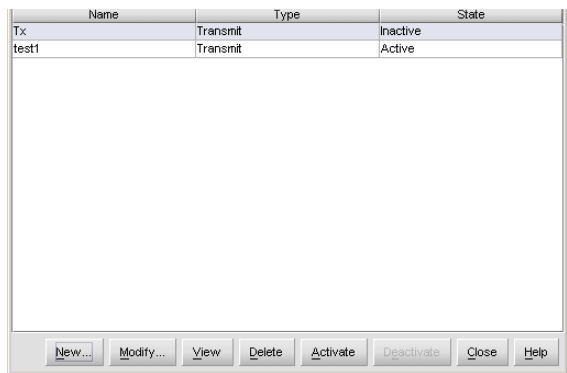 Name Type State
Tx Transmit Inactive
test1 Transmit Active
New... Modify... View Delete Activate Deactivate Close Help